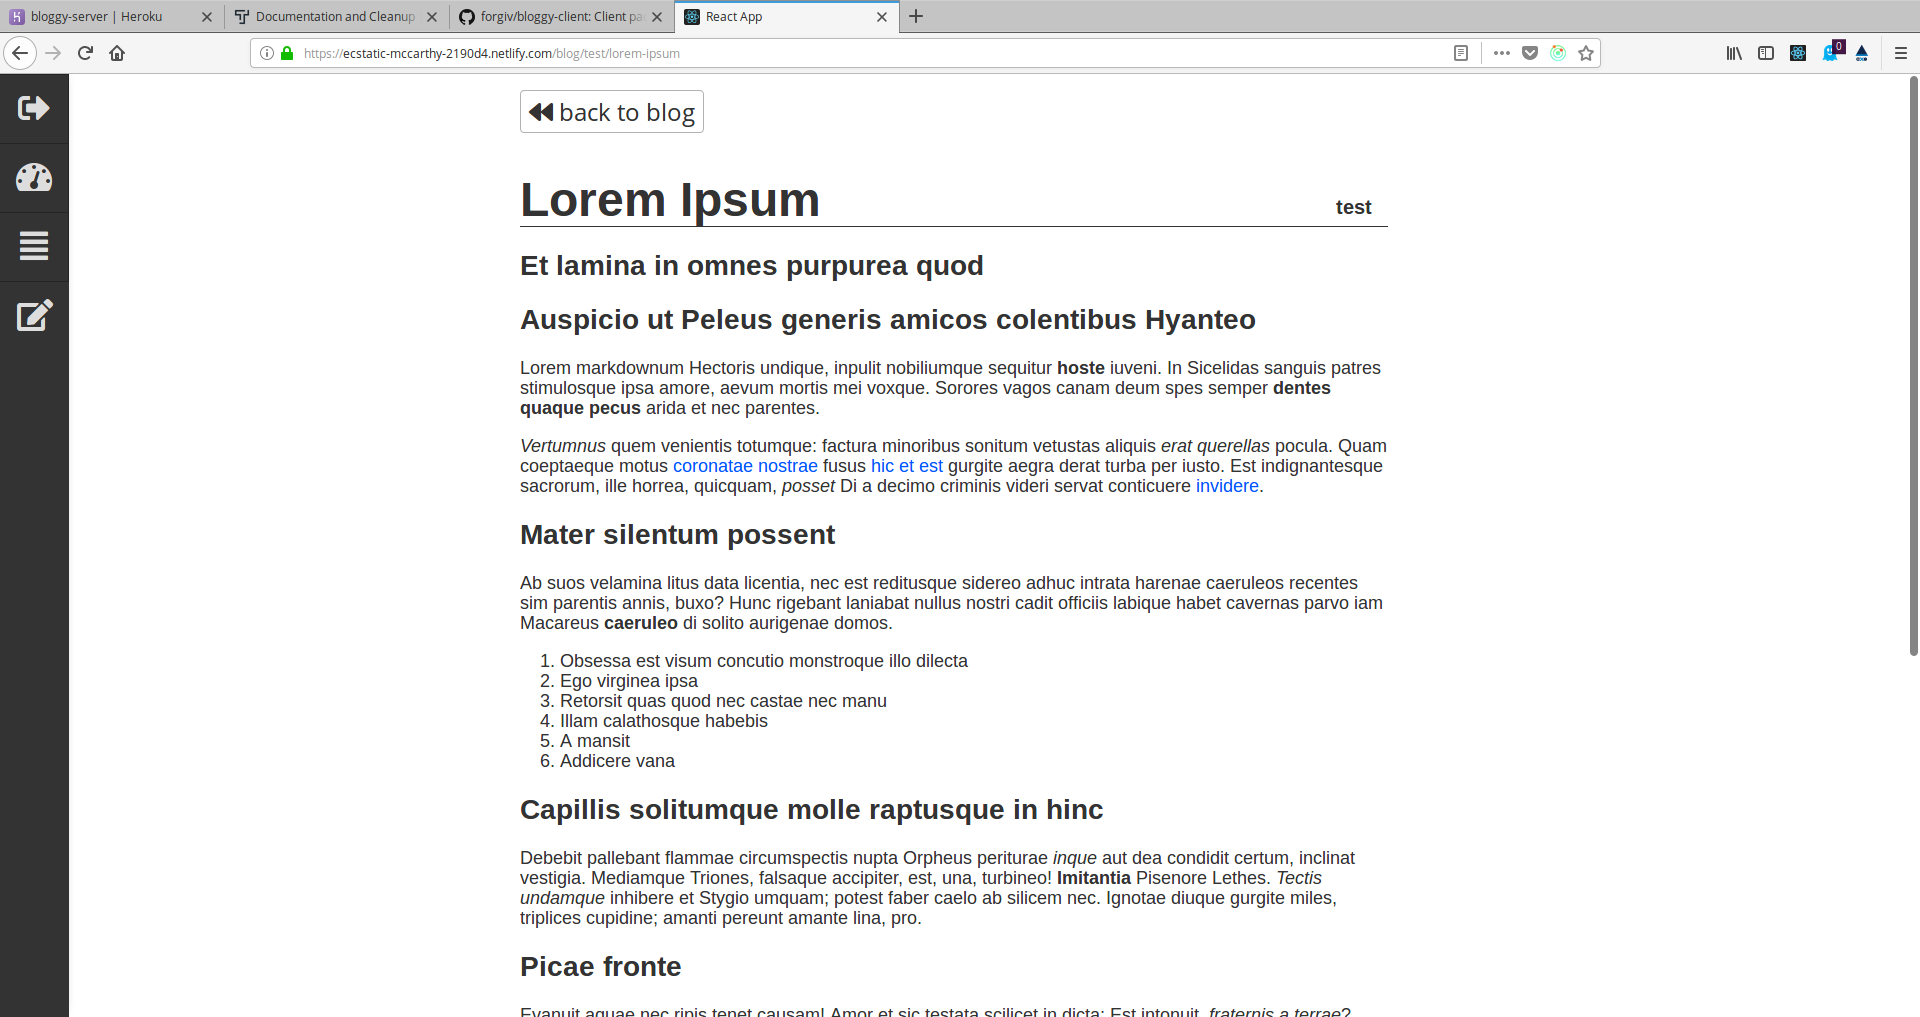 bloggy-server | Heroku
Documentation and Cleanup
forgiv/bloggy-client: Client pa
React App
https://ecstatic-mccarthy-2190d4.netlify.com/blog/test/lorem-ipsum
0
back to blog
Lorem Ipsum
test
Et lamina in omnes purpurea quod
Auspicio ut Peleus generis amicos colentibus Hyanteo
Lorem markdownum Hectoris undique, inpulit nobiliumque sequitur hoste iuveni. In Sicelidas sanguis patres
stimulosque ipsa amore, aevum mortis mei voxque. Sorores vagos canam deum spes semper dentes
quaque pecus arida et nec parentes.
Vertumnus quem venientis totumque: factura minoribus sonitum vetustas aliquis erat querellas pocula. Quam
coeptaeque motus coronatae nostrae fusus hic et est gurgite aegra derat turba per iusto. Est indignantesque
sacrorum, ille horrea, quicquam, posset Di a decimo criminis videri servat conticuere invidere.
Mater silentum possent
Ab suos velamina litus data licentia, nec est reditusque sidereo adhuc intrata harenae caeruleos recentes
sim parentis annis, buxo? Hunc rigebant laniabat nullus nostri cadit officiis labique habet cavernas parvo iam
Macareus caeruleo di solito aurigenae domos.
1. Obsessa est visum concutio monstroque illo dilecta
2. Ego virginea ipsa
3. Retorsit quas quod nec castae nec manu
4. Illam calathosque habebis
5. A mansit
6. Addicere vana
Capillis solitumque molle raptusque in hinc
Debebit pallebant flammae circumspectis nupta Orpheus periturae inque aut dea condidit certum, inclinat
vestigia. Mediamque Triones, falsaque accipiter, est, una, turbineo! Imitantia Pisenore Lethes. Tectis
undamque inhibere et Stygio umquam; potest faber caelo ab silicem nec. Ignotae diuque gurgite miles,
triplices cupidine; amanti pereunt amante lina, pro.
Picae fronte
Evanuit aquae nec ripis tenet causam! Amor et sic testata scilicet in dicta: Est intonuit, fraternis a terrae?